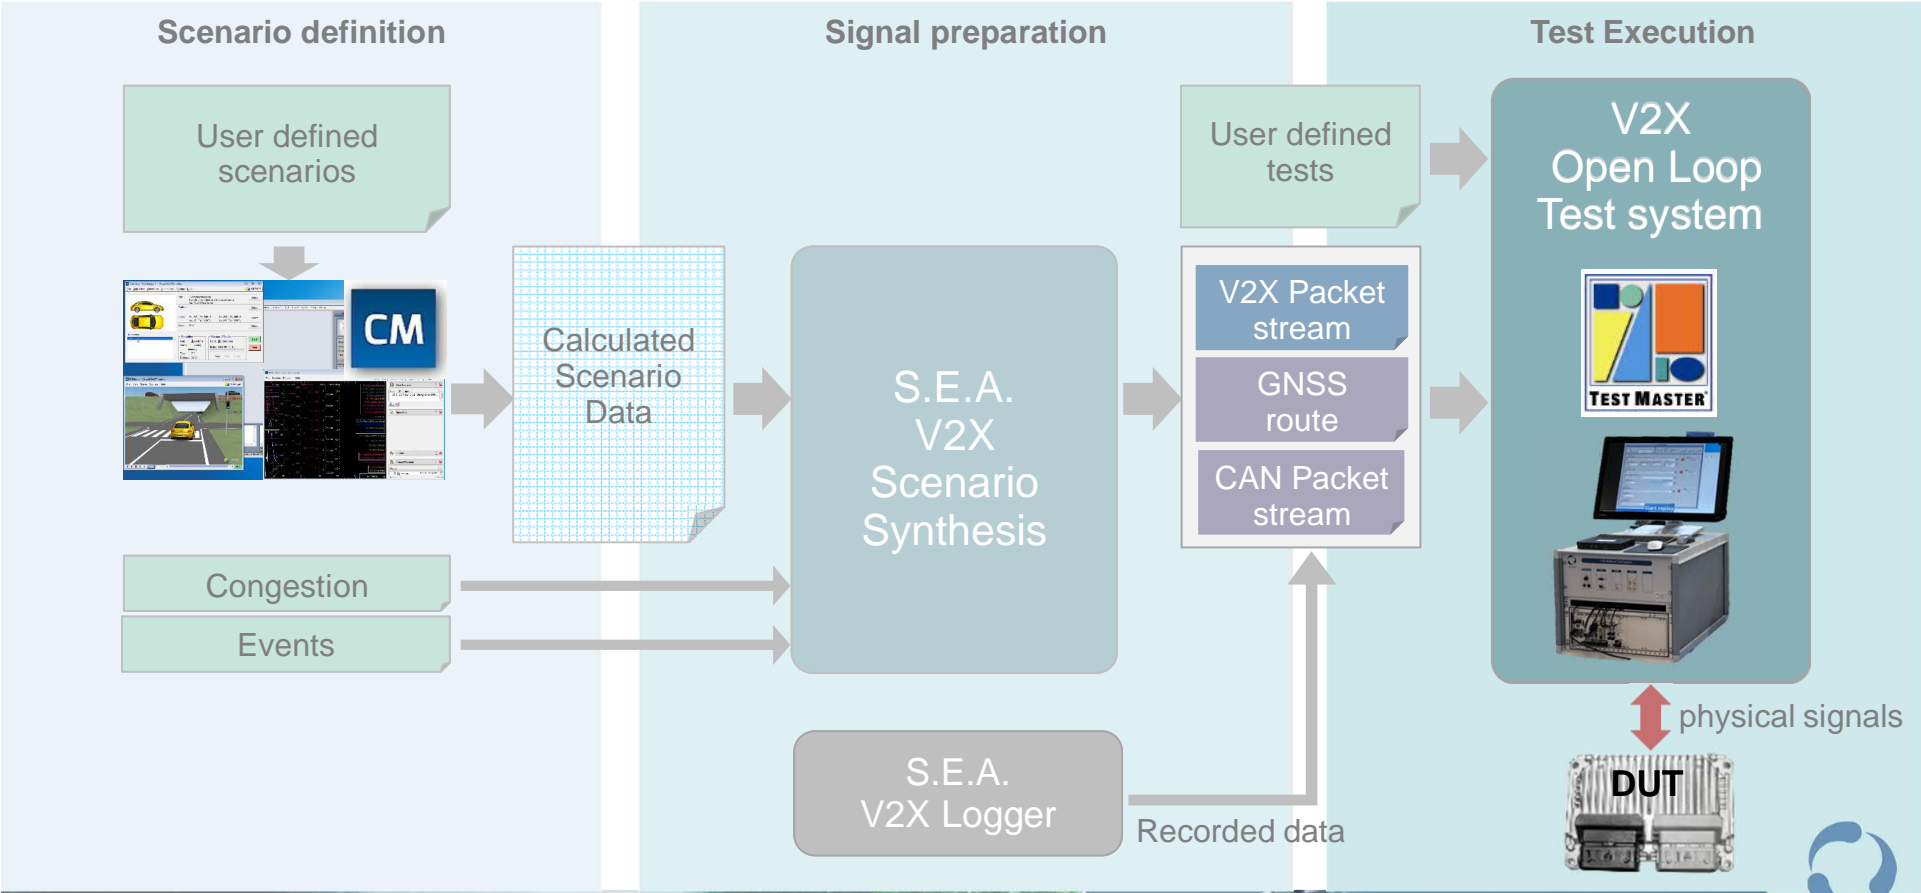 Scenario definition
Signal preparation
Test Execution
User defined
scenarios
User defined
tests
V2X
Open Loop
Test system
CM
Calculated
Scenario
Data
S.E.A.
V2X
Scenario
Synthesis
V2X Packet
stream
GNSS
route
CAN Packet
stream
TEST MASTER
Congestion
Events
physical signals
S.E.A.
V2X Logger
Recorded data
DUT